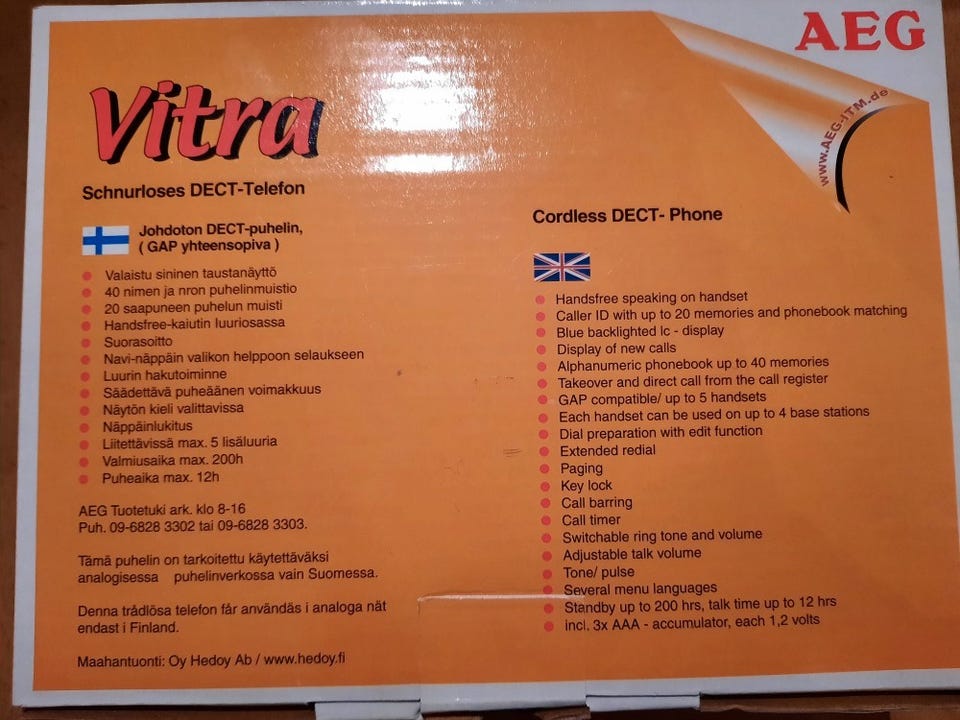 AEG
www.AEG-ITM.de
Vitra
Schnurloses DECT-Telefon
Johdoton DECT-puhelin,
( GAP yhteensopiva )
Valaistu sininen taustanäyttö
40 nimen ja nron puhelinmuistio
20 saapuneen puhelun muisti
Handsfree-kaiutin luuriosassa
Suorasoitto
Navi-näppäin valikon helppoon selaukseen
Luurin hakutoiminne
Säädettävä puheäänen voimakkuus
Näytön kieli valittavissa
Näppäinlukitus
Liitettävissä max. 5 lisäluuria
Valmiusaika max. 200h
Puheaika max. 12h
AEG Tuotetuki ark. klo 8-16
Puh. 09-6828 3302 tai 09-6828 3303.
Tämä puhelin on tarkoitettu käytettäväksi
analogisessa puhelinverkossa vain Suomessa.
Denna trådlösa telefon får användäs i analoga nät
endast i Finland.
Maahantuonti: Oy Hedoy Ab / www.hedoy.fi
Cordless DECT- Phone
Handsfree speaking on handset
Caller ID with up to 20 memories and phonebook matching
Blue backlighted lc - display
Display of new calls
Alphanumeric phonebook up to 40 memories
Takeover and direct call from the call register
GAP compatible/ up to 5 handsets
Each handset can be used on up to 4 base stations
Dial preparation with edit function
Extended redial
Paging
Key lock
Call barring
Call timer
Switchable ring tone and volume
Adjustable talk volume
Tone/ pulse
Several menu languages
Standby up to 200 hrs, talk time up to 12 hrs
incl. 3x AAA - accumulator, each 1,2 volts